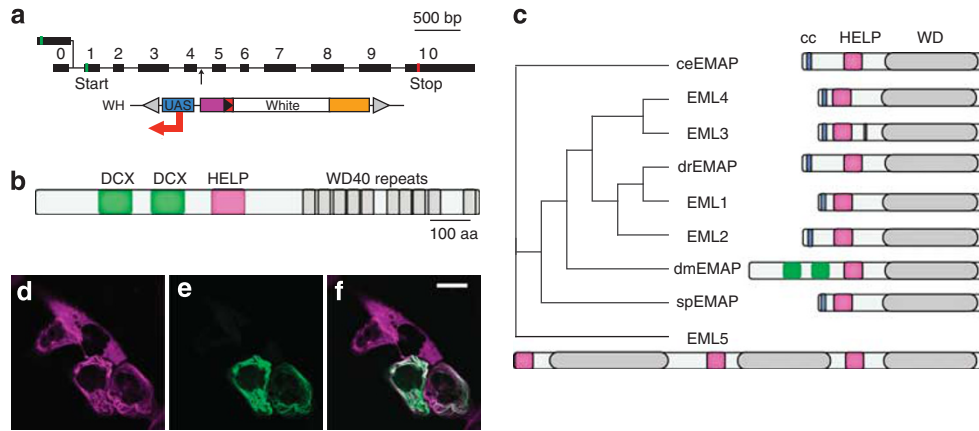 a
500 bp
0 1 2 3 4 5 6 7 8 9 10
Start
Stop
WH
UAS
White
b
DCX DCX HELP WD40 repeats
100 aa
c
cc HELP WD
ceEMAP
EML4
EML3
drEMAP
EML1
EML2
dmEMAP
spEMAP
EML5
d
e
f